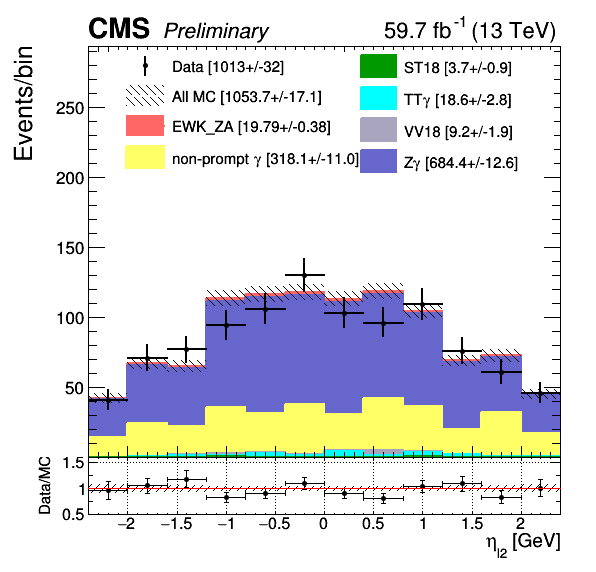 CMS Preliminary 59.7 fb⁻¹ (13 TeV)
Events/bin
Data [1013+/-32]
All MC [1053.7+/-17.1]
EWK_ZA [19.79+/-0.38]
non-prompt γ [318.1+/-11.0]
ST18 [3.7+/-0.9]
TTγ [18.6+/-2.8]
VV18 [9.2+/-1.9]
Zγ [684.4+/-12.6]
250
200
150
100
50
Data/MC
1.5
1
0.5
−2 −1.5 −1 −0.5 0 0.5 1 1.5 2
η_l2 [GeV]